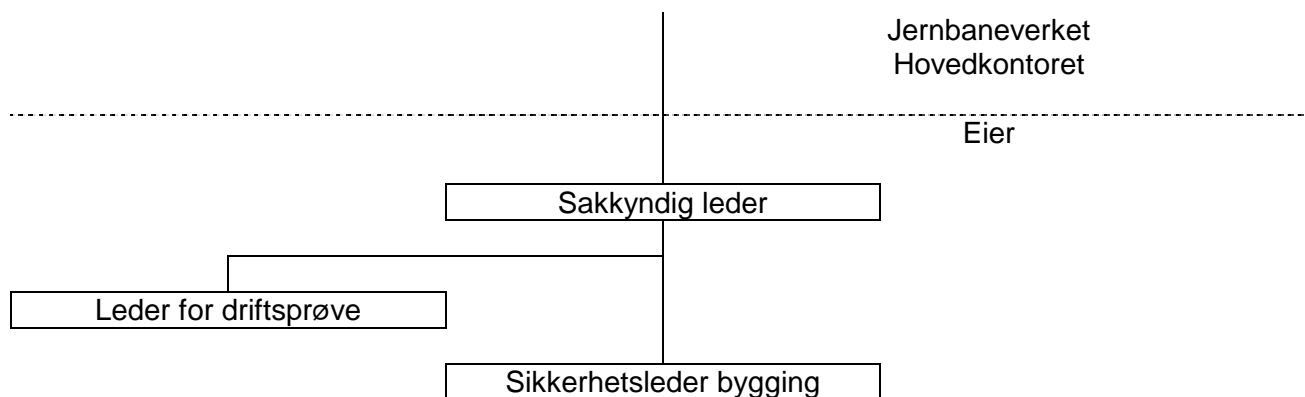 Jernbaneverket
Hovedkontoret
Eier
Sakkyndig leder
Leder for driftsprøve
Sikkerhetsleder bygging